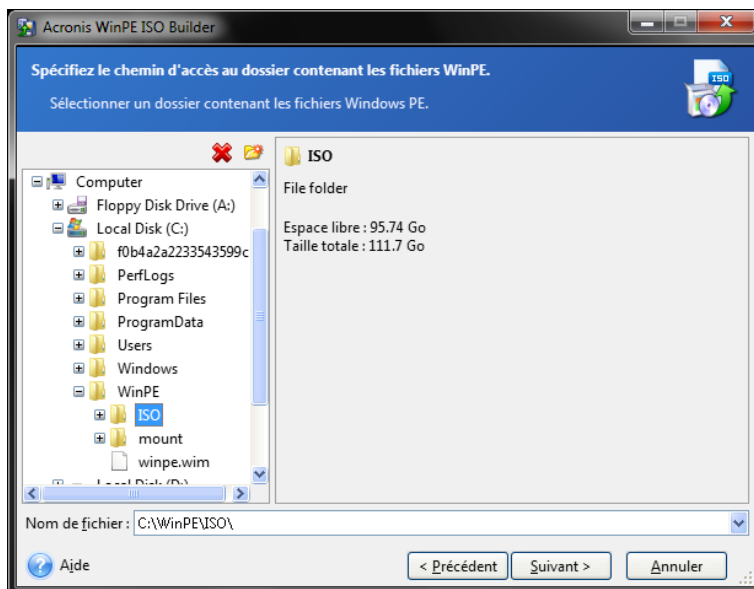 Acronis WinPE ISO Builder
Spécifiez le chemin d'accès au dossier contenant les fichiers WinPE.
Sélectionner un dossier contenant les fichiers Windows PE.
ISO
Computer
Floppy Disk Drive (A:)
Local Disk (C:)
f0b4a2a2233543599c
PerfLogs
Program Files
ProgramData
Users
Windows
WinPE
ISO
mount
winpe.wim
Local Disk (D:)
ISO
File folder
Espace libre : 95.74 Go
Taille totale : 111.7 Go
Nom de fichier : C:\WinPE\ISO\
Aide
< Précédent
Suivant >
Annuler